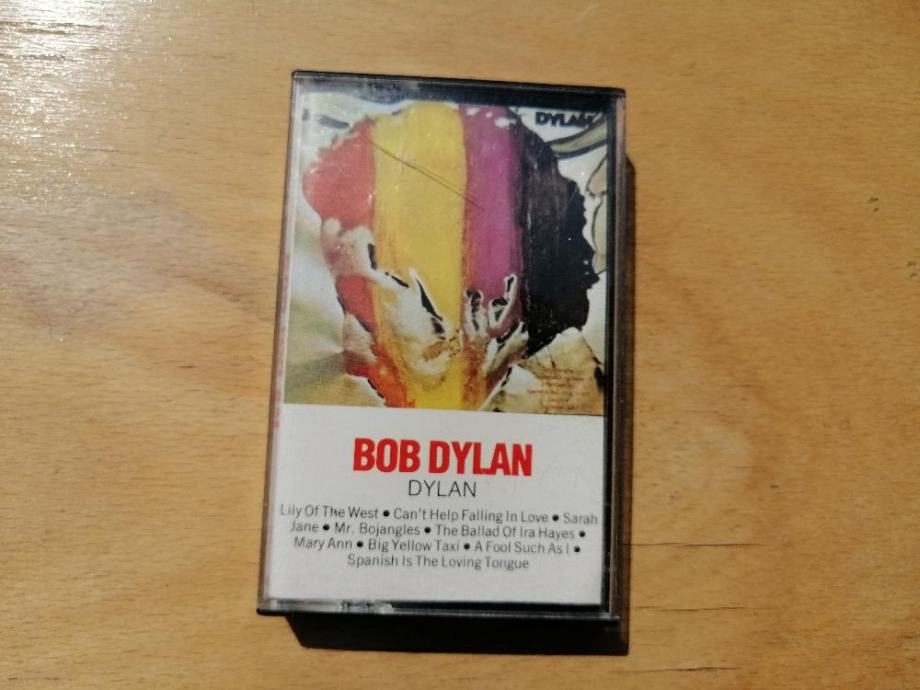 DYLAN
BOB DYLAN
DYLAN
Lily Of The West • Can't Help Falling In Love • Sarah
Jane • Mr. Bojangles • The Ballad Of Ira Hayes •
Mary Ann • Big Yellow Taxi • A Fool Such As I •
Spanish Is The Loving Tongue